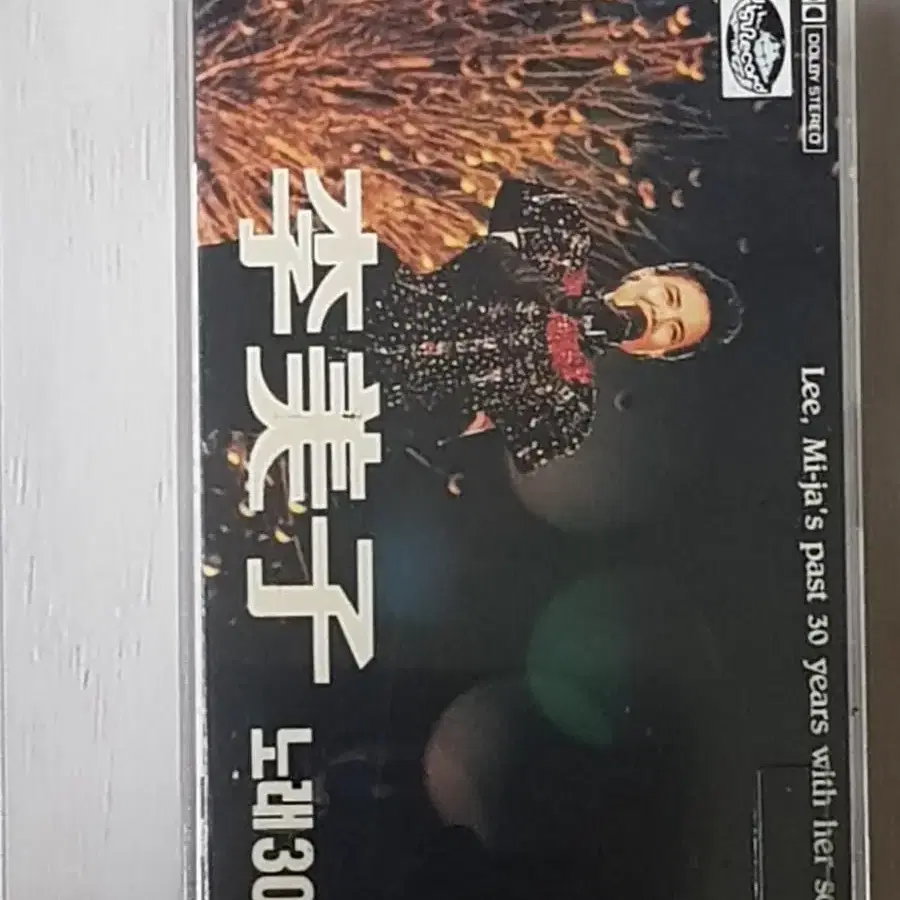 DOLBY STEREO
Lee, Mi-ja's past 30 years with her
李美子
노래30